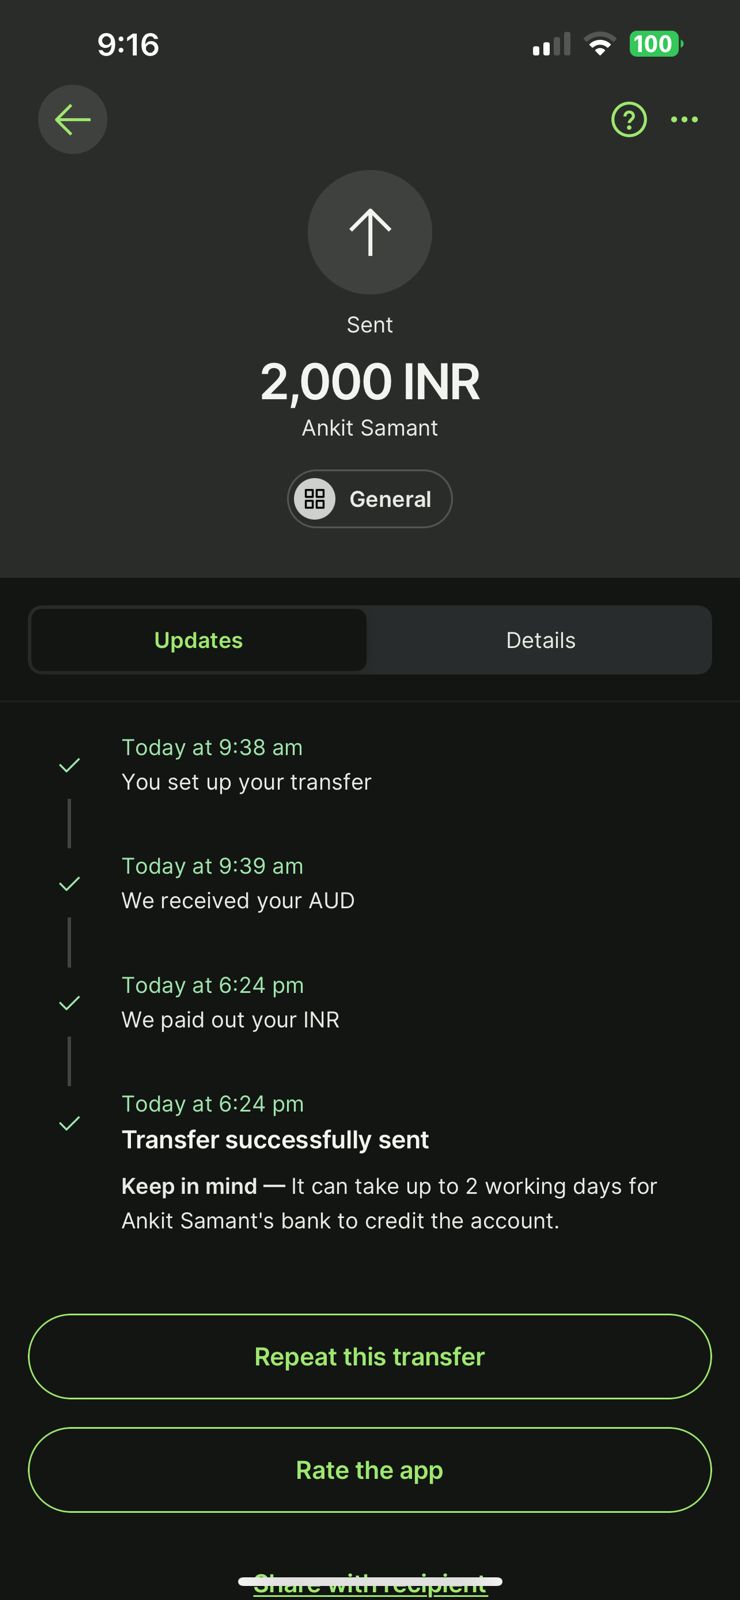 9:16
100
Sent
2,000 INR
Ankit Samant
General
Updates
Details
Today at 9:38 am
You set up your transfer
Today at 9:39 am
We received your AUD
Today at 6:24 pm
We paid out your INR
Today at 6:24 pm
Transfer successfully sent
Keep in mind — It can take up to 2 working days for
Ankit Samant's bank to credit the account.
Repeat this transfer
Rate the app
Share with recipient